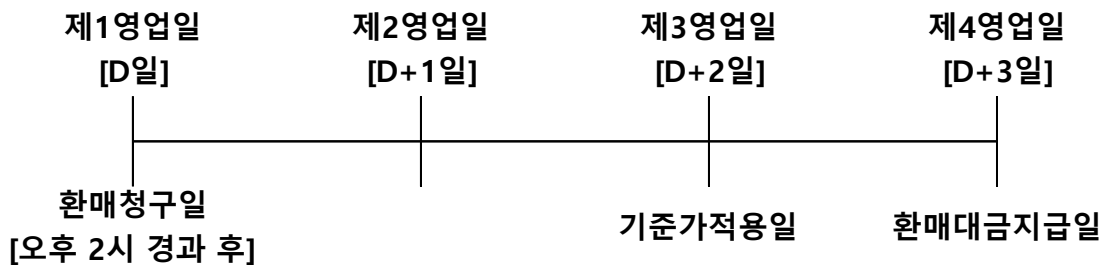 제1영업일
[D일]
제2영업일
[D+1일]
제3영업일
[D+2일]
제4영업일
[D+3일]
환매청구일
[오후 2시 경과 후]
기준가적용일
환매대금지급일